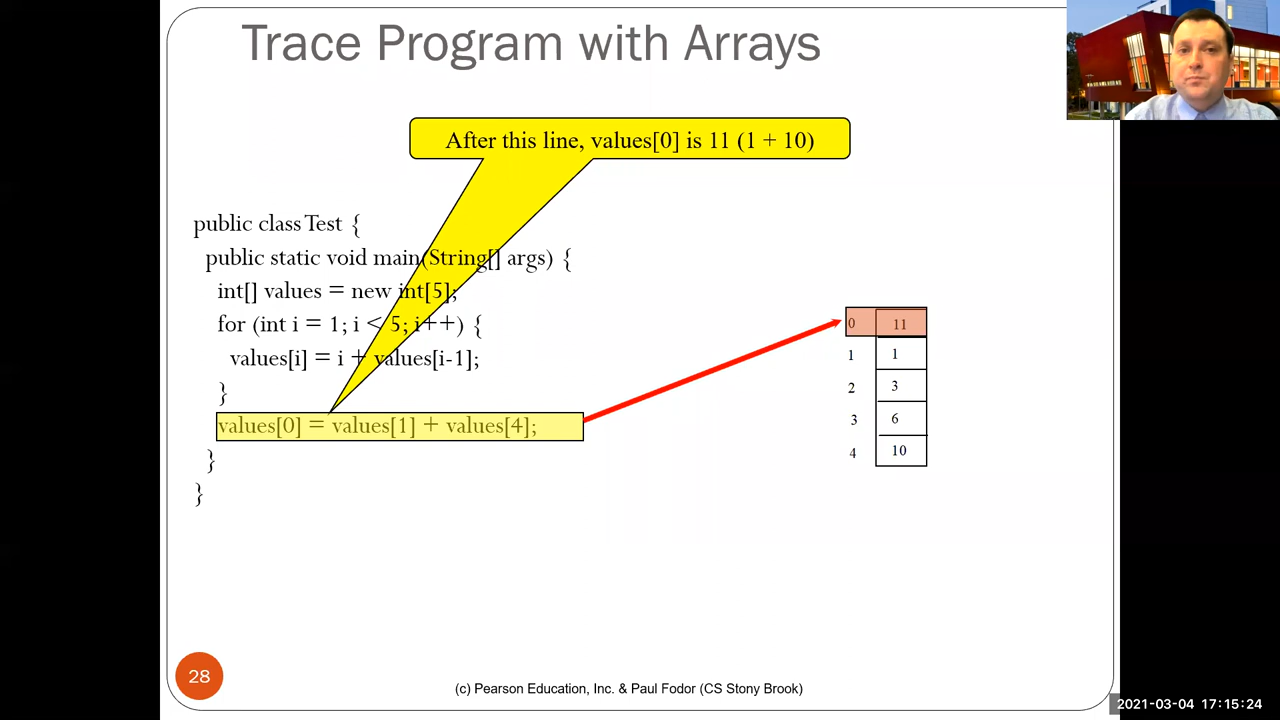 Trace Program with Arrays
After this line, values[0] is 11 (1 + 10)
public class Test {
public static void main(String[] args) {
int[] values = new int[5];
for (int i = 1; i < 5; i++) {
values[i] = i + values[i-1];
}
values[0] = values[1] + values[4];
}
}
0 11
1 1
2 3
3 6
4 10
28
(c) Pearson Education, Inc. & Paul Fodor (CS Stony Brook)
2021-03-04 17:15:24